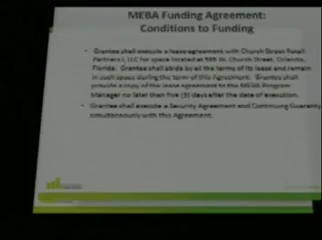 MEBA Funding Agreement:
Conditions to Funding
• Grantee shall execute a lease agreement with Church Street Retail
Partners I, LLC for space located at W. Church Street, Orlando,
Florida. Grantee shall abide by all the terms of its lease and remain
in such space during the term of this Agreement. Grantee shall
provide a copy of the lease agreement to the MEBA Program
Manager no later than five (5) days after the date of execution.
• Grantee shall execute a Security Agreement and Continuing Guaranty
simultaneously with this Agreement.